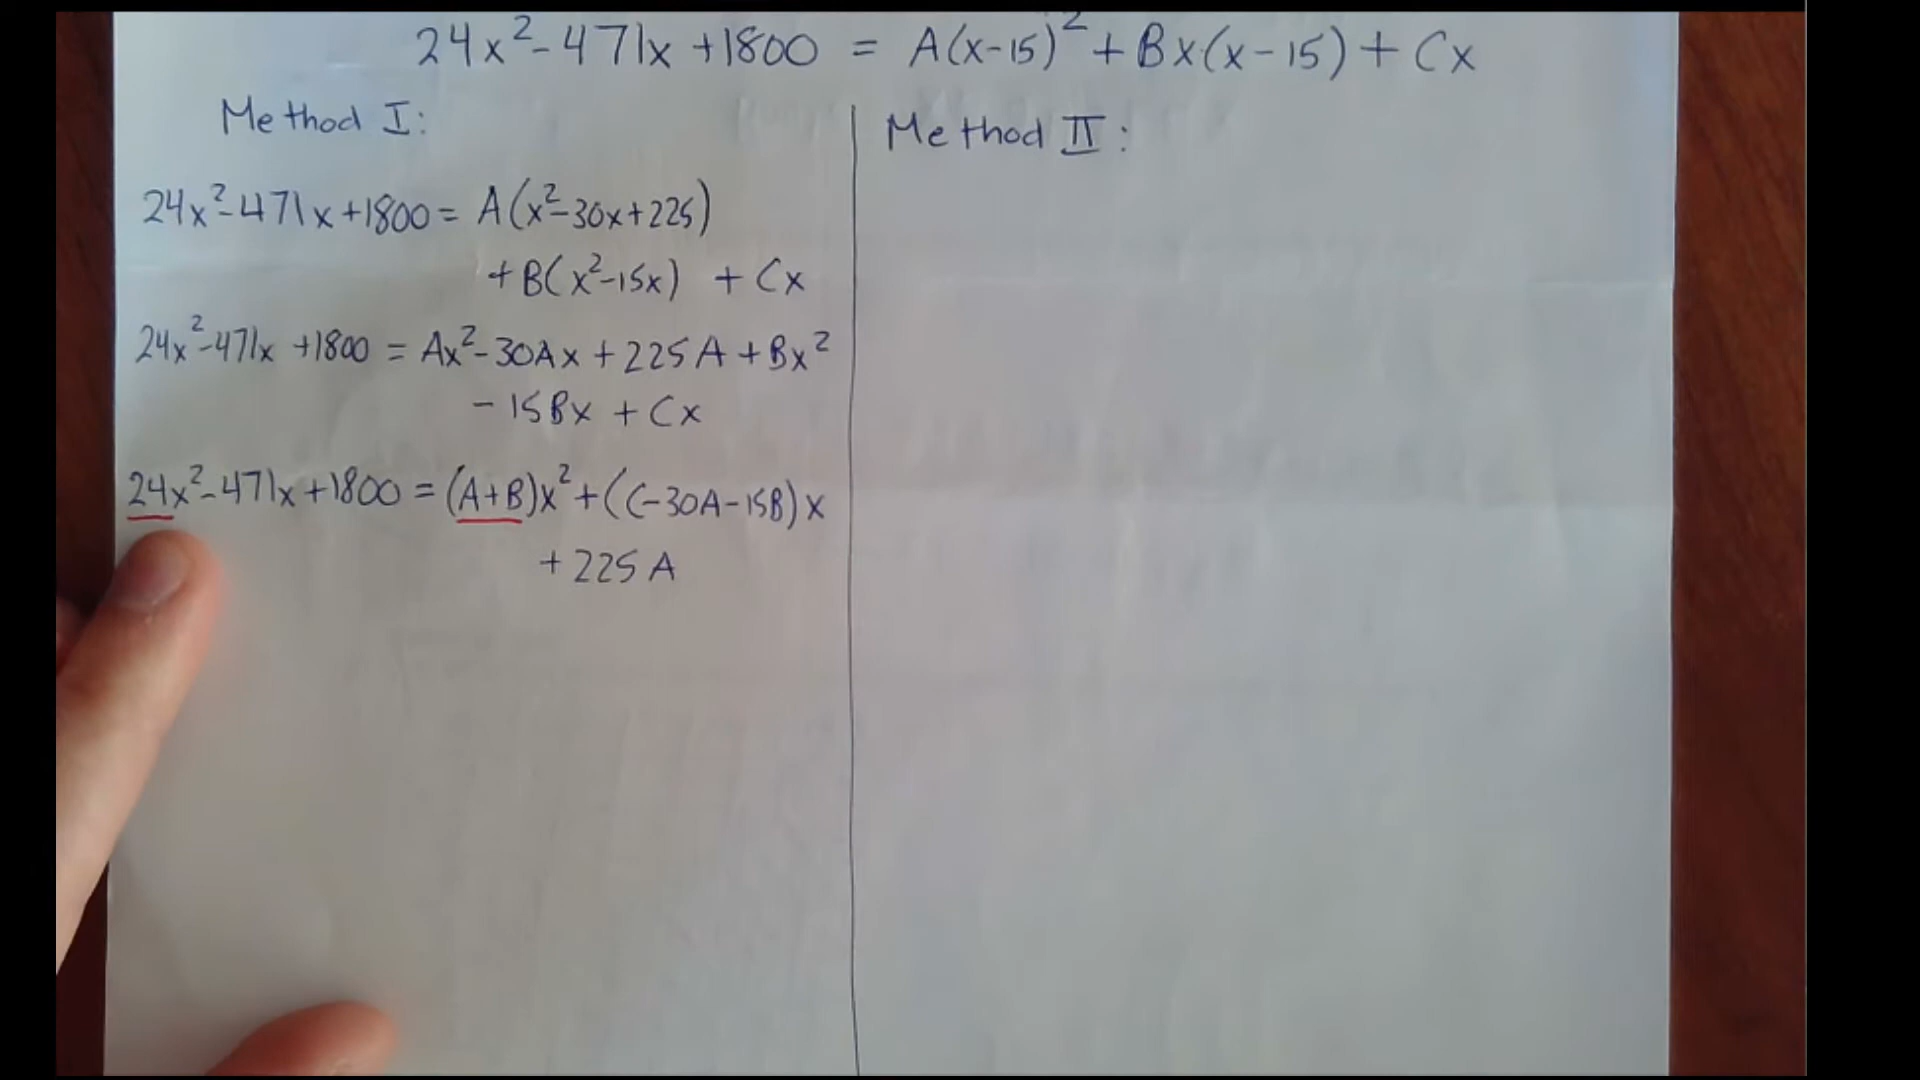 24x² - 471x + 1800 = A(x-15)² + Bx(x-15) + Cx
Method I:
24x² - 471x + 1800 = A(x² - 30x + 225)
+ B(x² - 15x) + Cx
24x² - 471x + 1800 = Ax² - 30Ax + 225A + Bx²
- 15Bx + Cx
24x² - 471x + 1800 = (A+B)x² + (C-30A-15B)x
+ 225A
Method II: